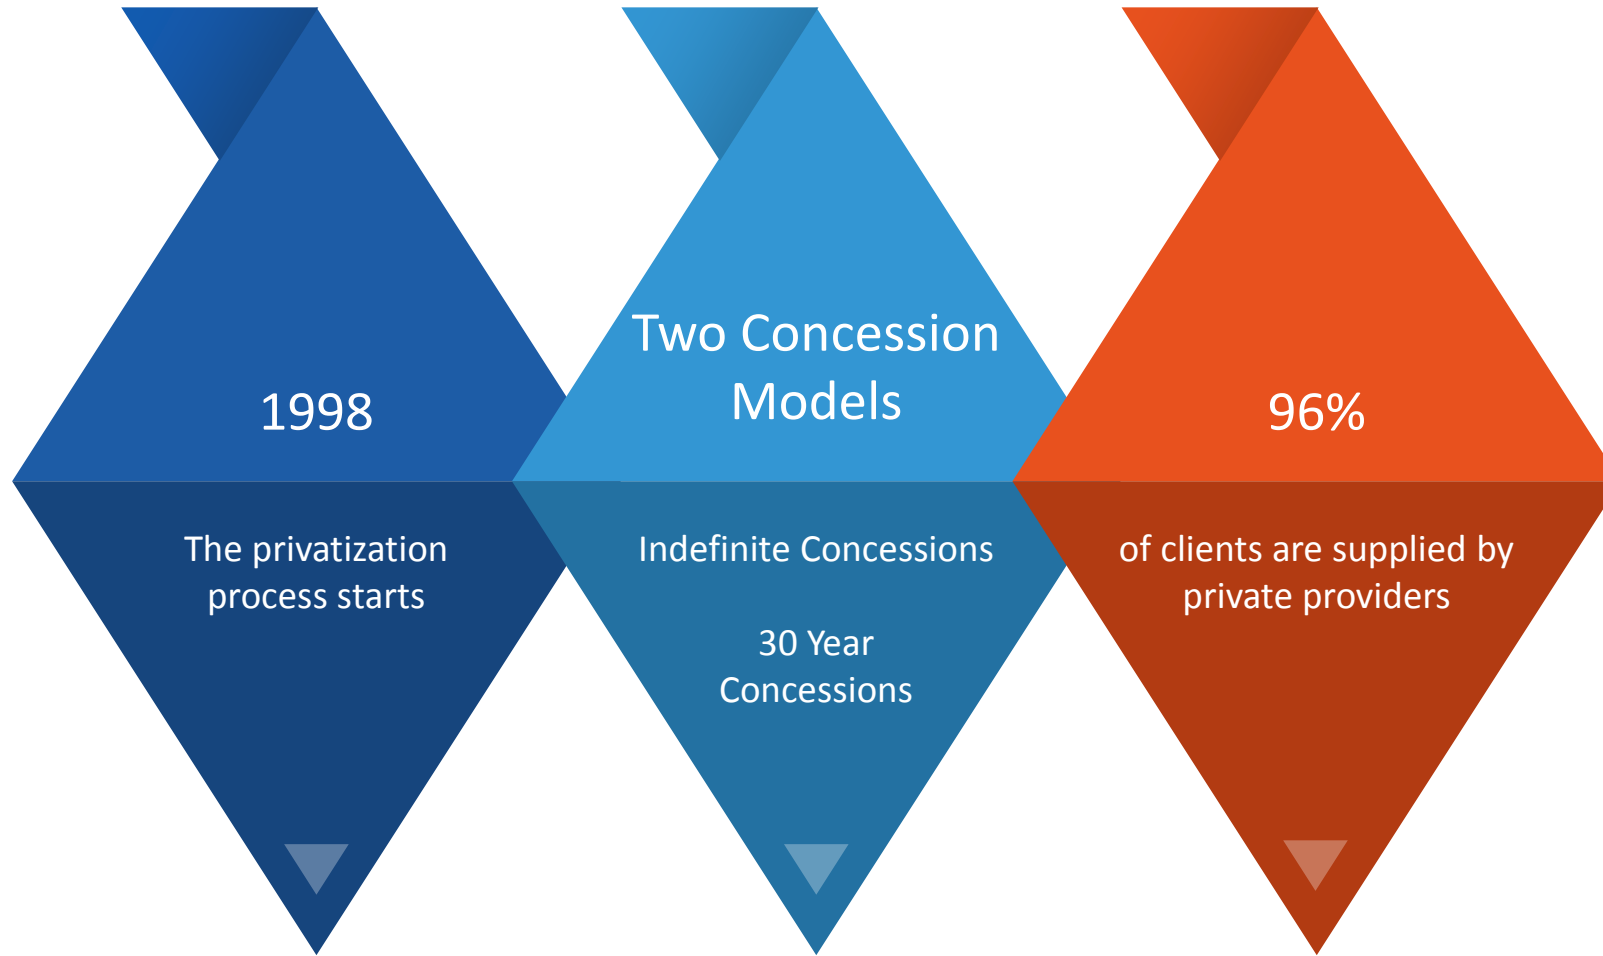 1998
The privatization
process starts
Two Concession
Models
Indefinite Concessions
30 Year
Concessions
96%
of clients are supplied by
private providers